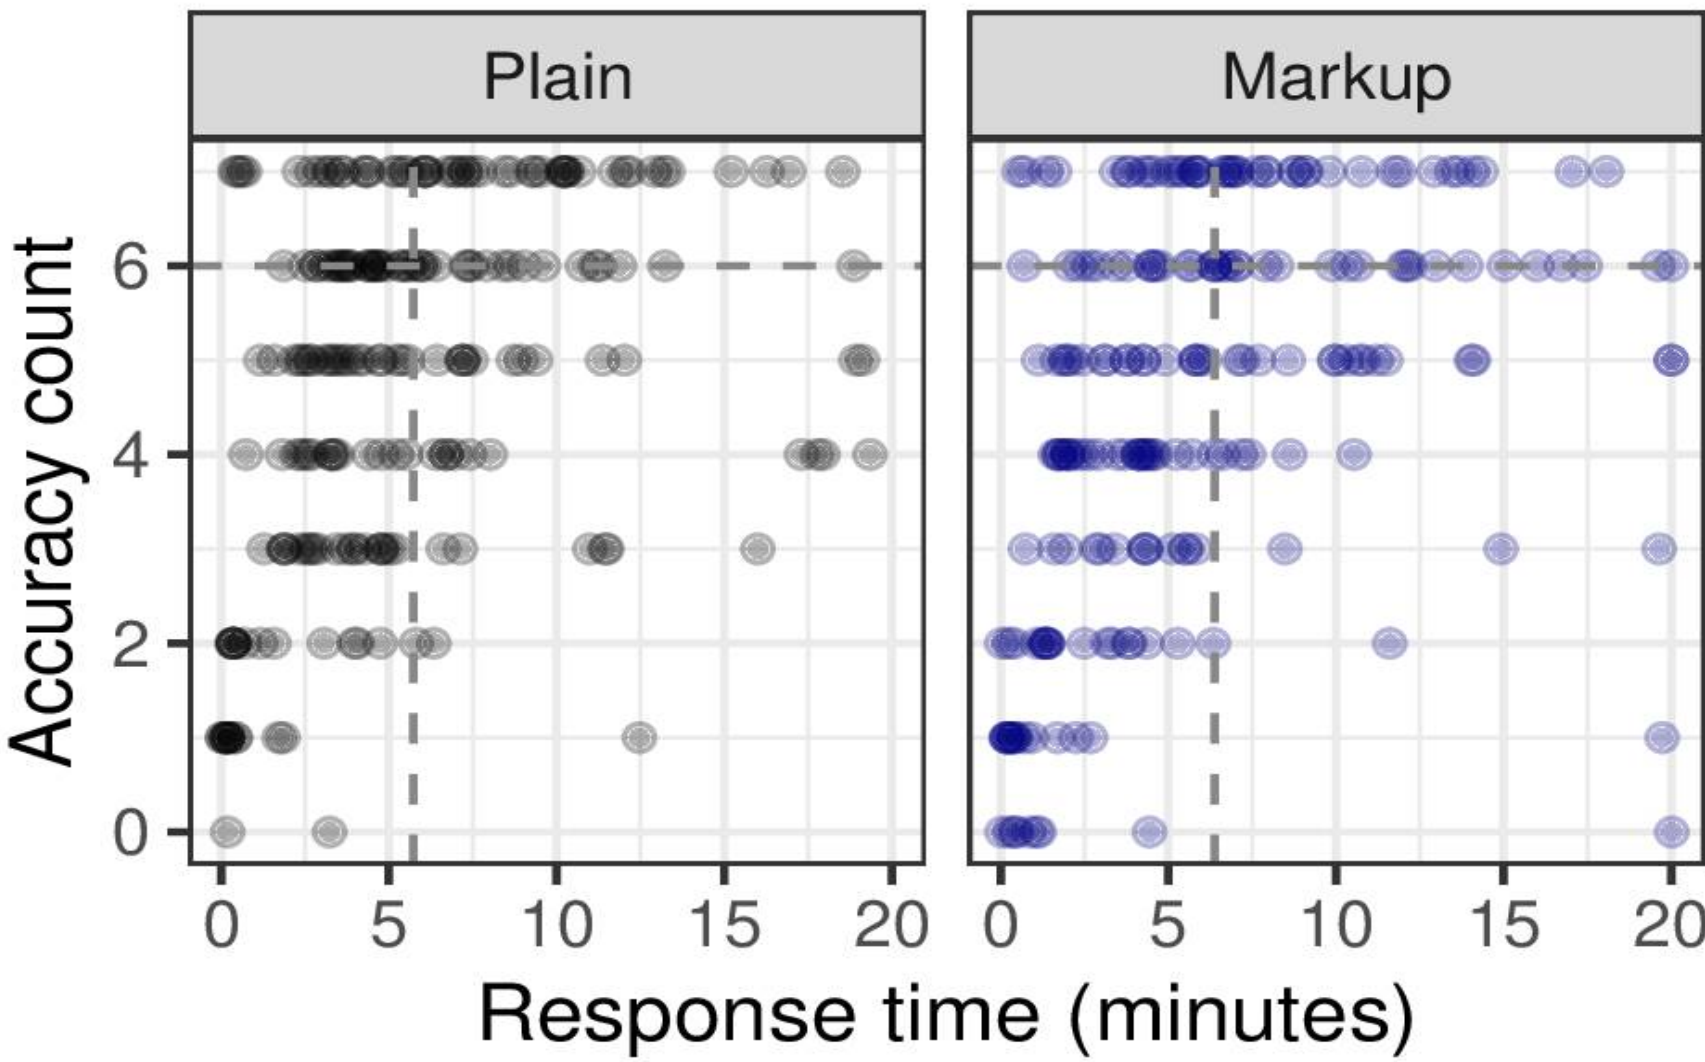 Plain Markup
Accuracy count
6
4
2
0
0 5 10 15 20 0 5 10 15 20
Response time (minutes)